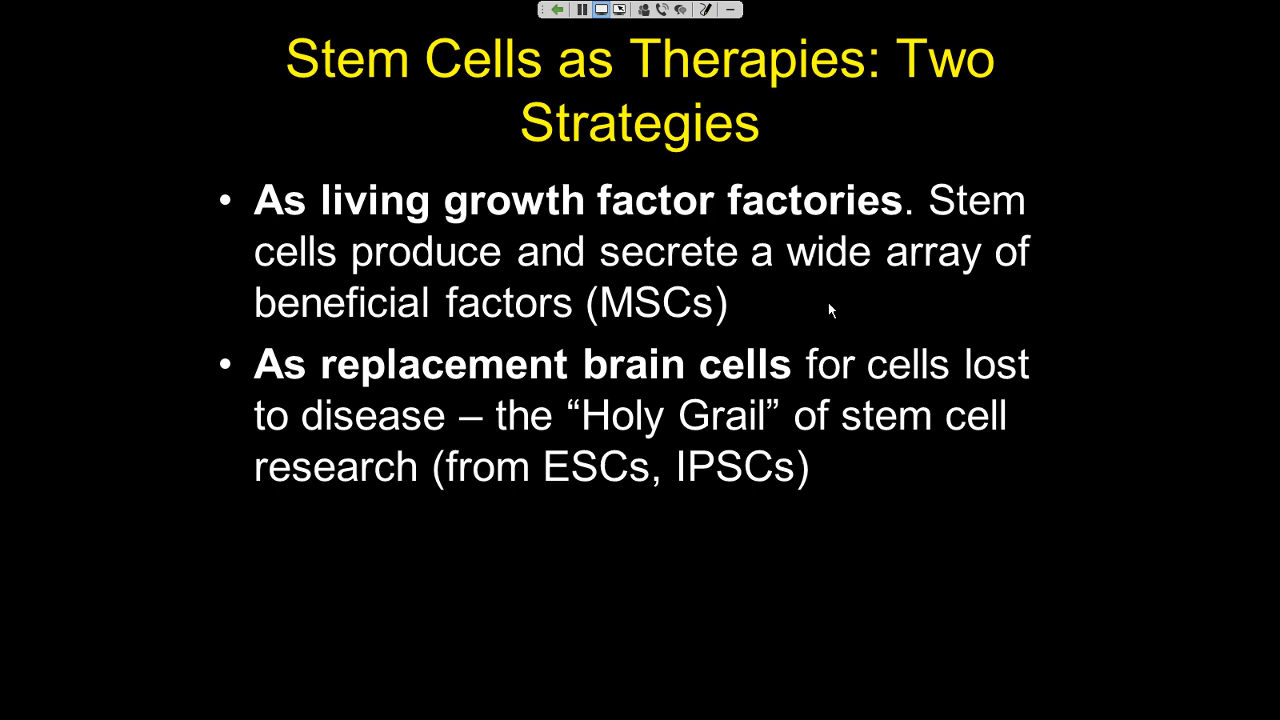 Stem Cells as Therapies: Two
Strategies
• As living growth factor factories. Stem
cells produce and secrete a wide array of
beneficial factors (MSCs)
• As replacement brain cells for cells lost
to disease – the “Holy Grail” of stem cell
research (from ESCs, IPSCs)